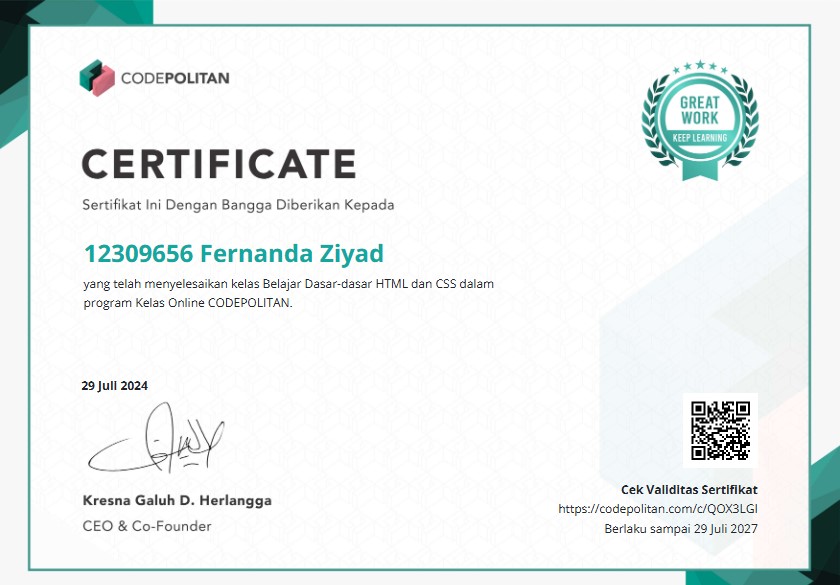 CODEPOLITAN
GREAT
WORK
KEEP LEARNING
CERTIFICATE
Sertifikat Ini Dengan Bangga Diberikan Kepada
12309656 Fernanda Ziyad
yang telah menyelesaikan kelas Belajar Dasar-dasar HTML dan CSS dalam
program Kelas Online CODEPOLITAN.
29 Juli 2024
Kresna Galuh D. Herlangga
CEO & Co-Founder
Cek Validitas Sertifikat
https://codepolitan.com/c/QOX3LGI
Berlaku sampai 29 Juli 2027